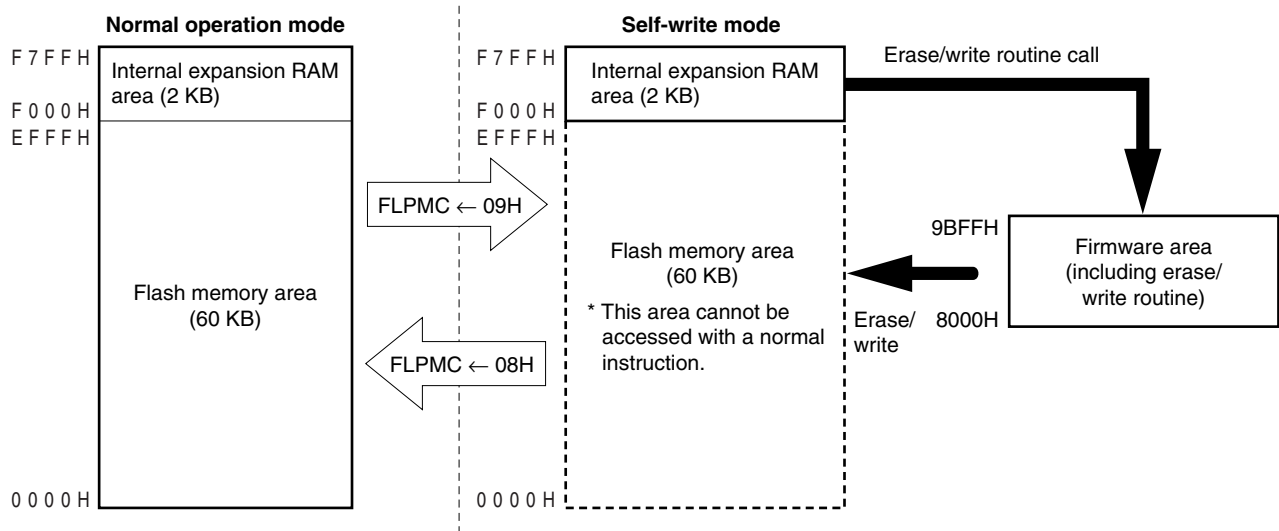 Normal operation mode
F7FFH
Internal expansion RAM
area (2 KB)
F000H
EFFFH
Flash memory area
(60 KB)
0000H
FLPMC ← 09H
FLPMC ← 08H
Self-write mode
F7FFH
Internal expansion RAM
area (2 KB)
F000H
EFFFH
Flash memory area
(60 KB)
* This area cannot be
accessed with a normal
instruction.
0000H
Erase/write routine call
9BFFH
Firmware area
(including erase/
write routine)
8000H
Erase/
write